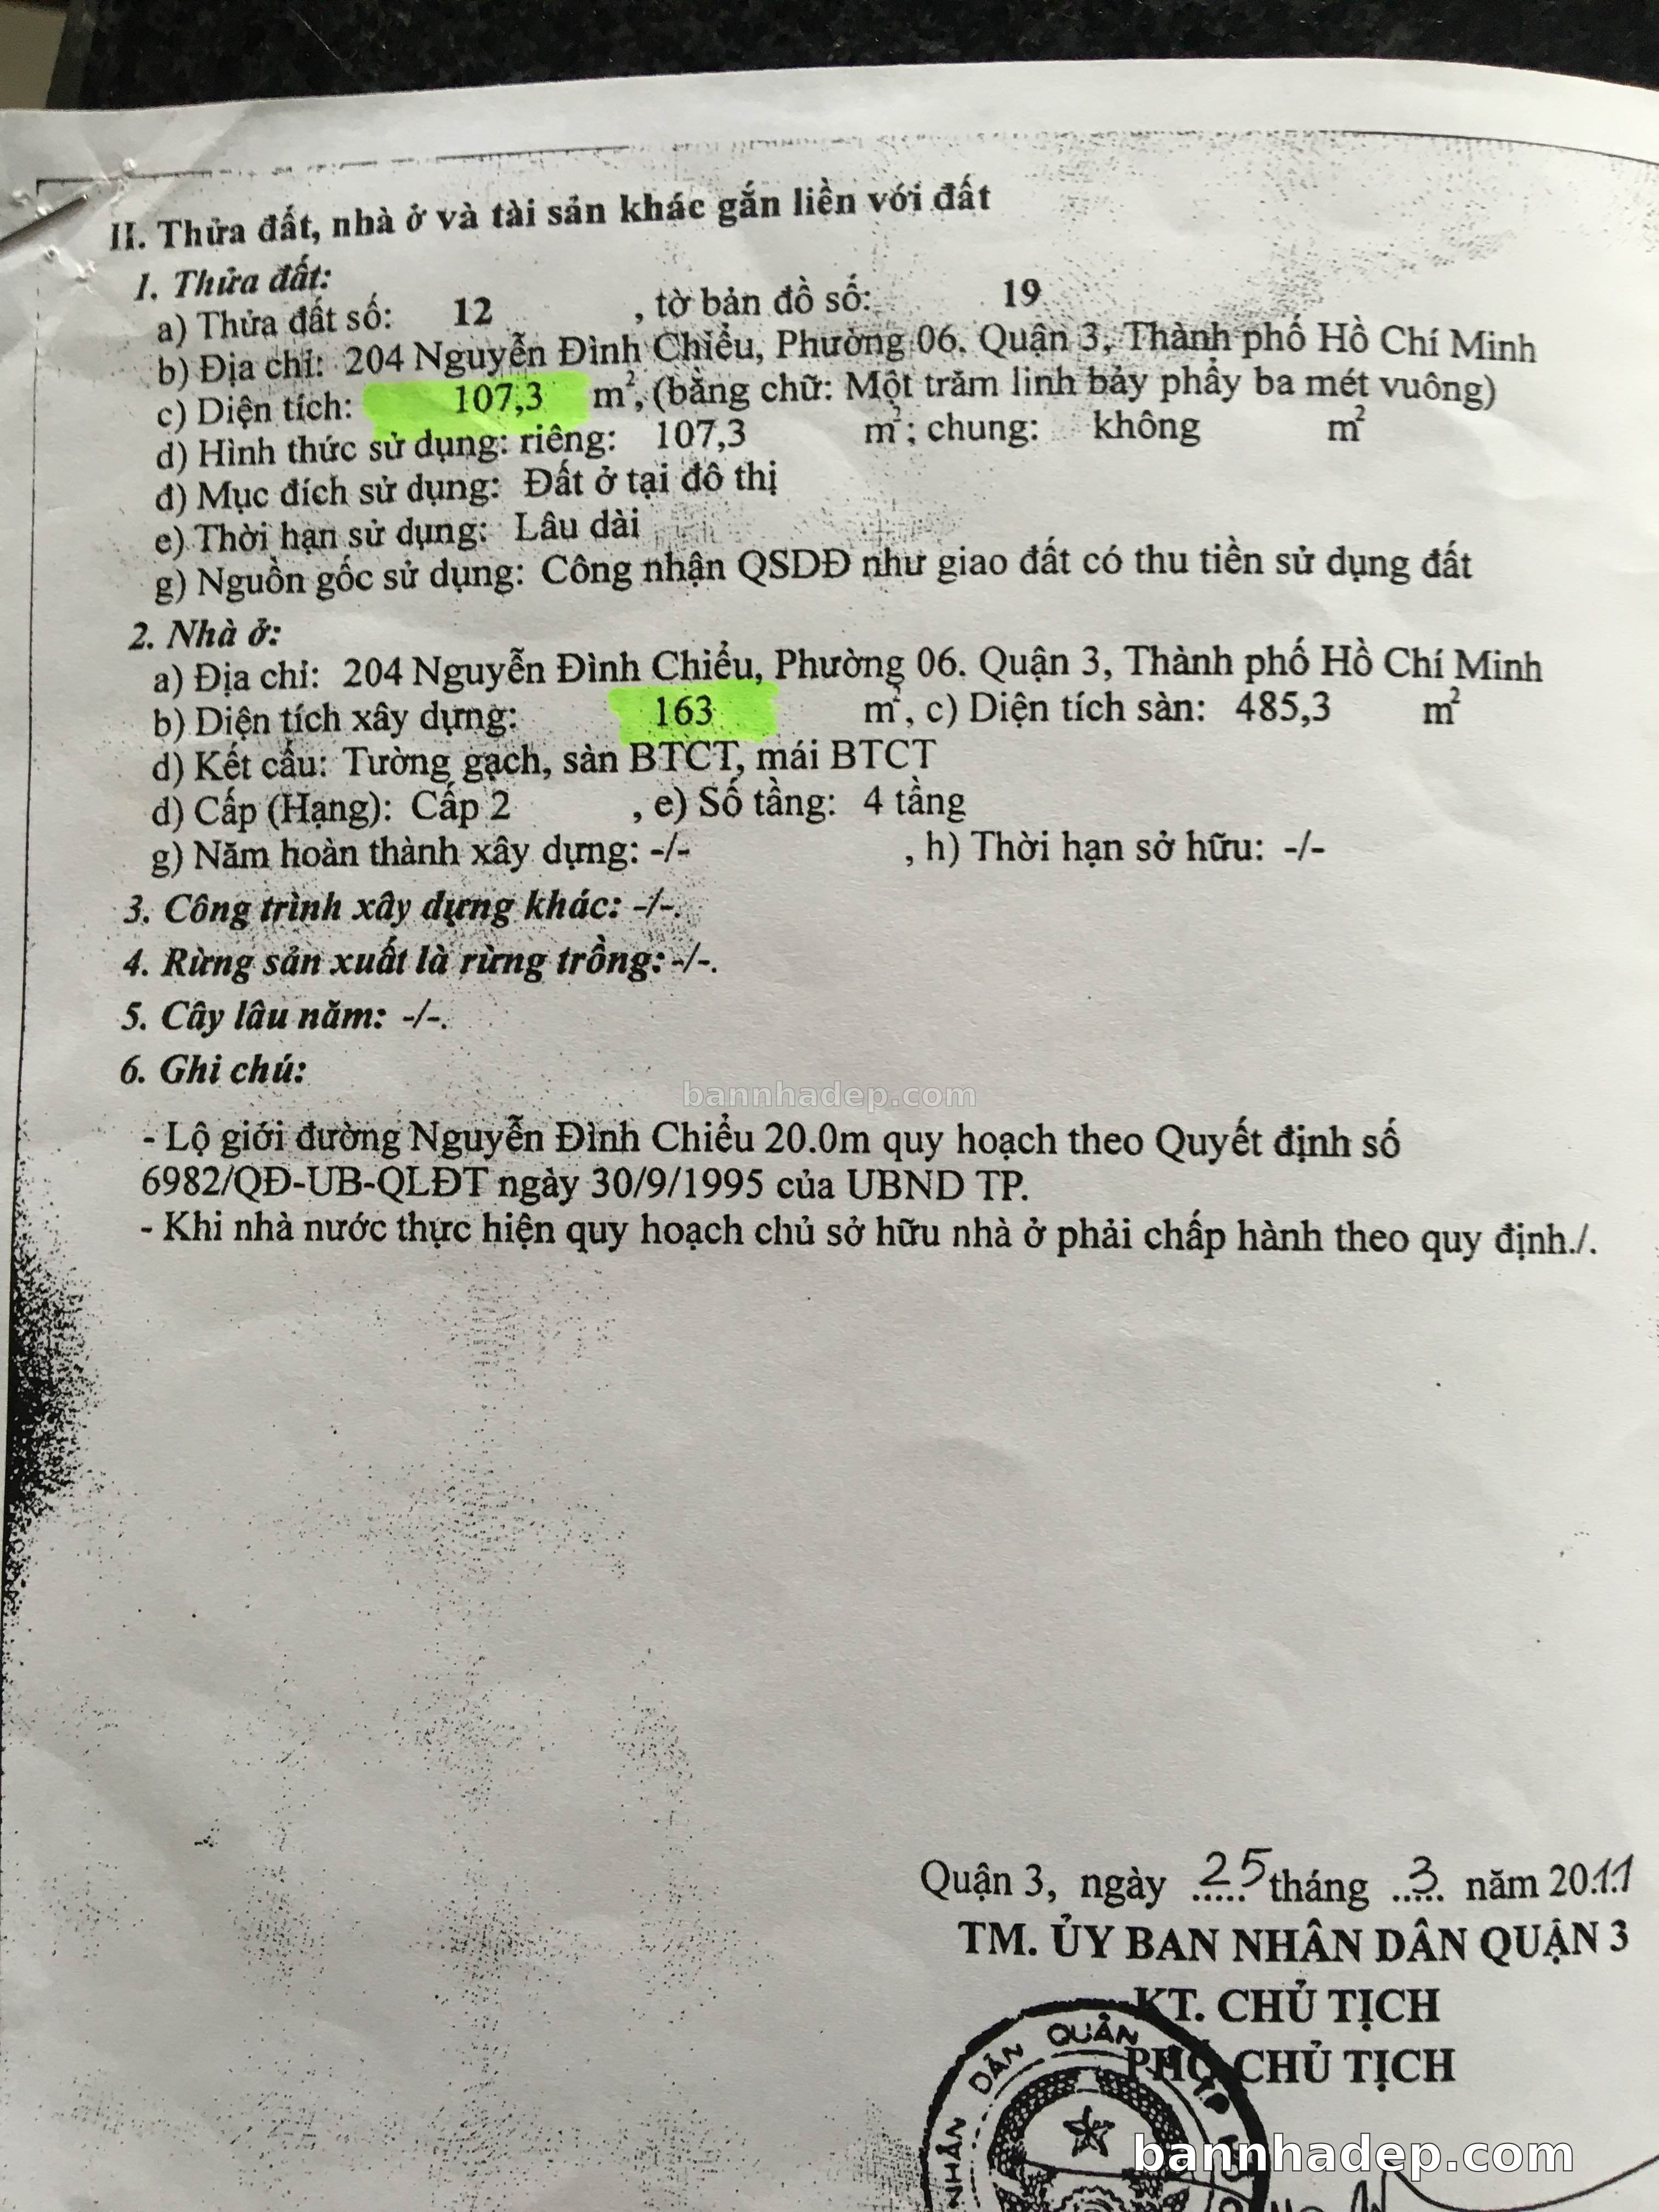 II. Thửa đất, nhà ở và tài sản khác gắn liền với đất
1. Thửa đất:
a) Thửa đất số: 12 , tờ bản đồ số: 19
b) Địa chỉ: 204 Nguyễn Đình Chiểu, Phường 06. Quận 3, Thành phố Hồ Chí Minh
c) Diện tích: 107,3 m², (bằng chữ: Một trăm linh bảy phẩy ba mét vuông)
d) Hình thức sử dụng: riêng: 107,3 m²; chung: không m²
đ) Mục đích sử dụng: Đất ở tại đô thị
e) Thời hạn sử dụng: Lâu dài
g) Nguồn gốc sử dụng: Công nhận QSDĐ như giao đất có thu tiền sử dụng đất
2. Nhà ở:
a) Địa chỉ: 204 Nguyễn Đình Chiểu, Phường 06. Quận 3, Thành phố Hồ Chí Minh
b) Diện tích xây dựng: 163 m², c) Diện tích sàn: 485,3 m²
d) Kết cấu: Tường gạch, sàn BTCT, mái BTCT
đ) Cấp (Hạng): Cấp 2 , e) Số tầng: 4 tầng
g) Năm hoàn thành xây dựng: -/- , h) Thời hạn sở hữu: -/-
3. Công trình xây dựng khác: -/-.
4. Rừng sản xuất là rừng trồng: -/-.
5. Cây lâu năm: -/-.
6. Ghi chú:
bannhadep.com
- Lộ giới đường Nguyễn Đình Chiểu 20.0m quy hoạch theo Quyết định số
6982/QĐ-UB-QLĐT ngày 30/9/1995 của UBND TP.
- Khi nhà nước thực hiện quy hoạch chủ sở hữu nhà ở phải chấp hành theo quy định./.
Quận 3, ngày 25 tháng 3 năm 2011
TM. ỦY BAN NHÂN DÂN QUẬN 3
KT. CHỦ TỊCH
PHÓ CHỦ TỊCH
NHÂN DÂN QUẬN
bannhadep.com